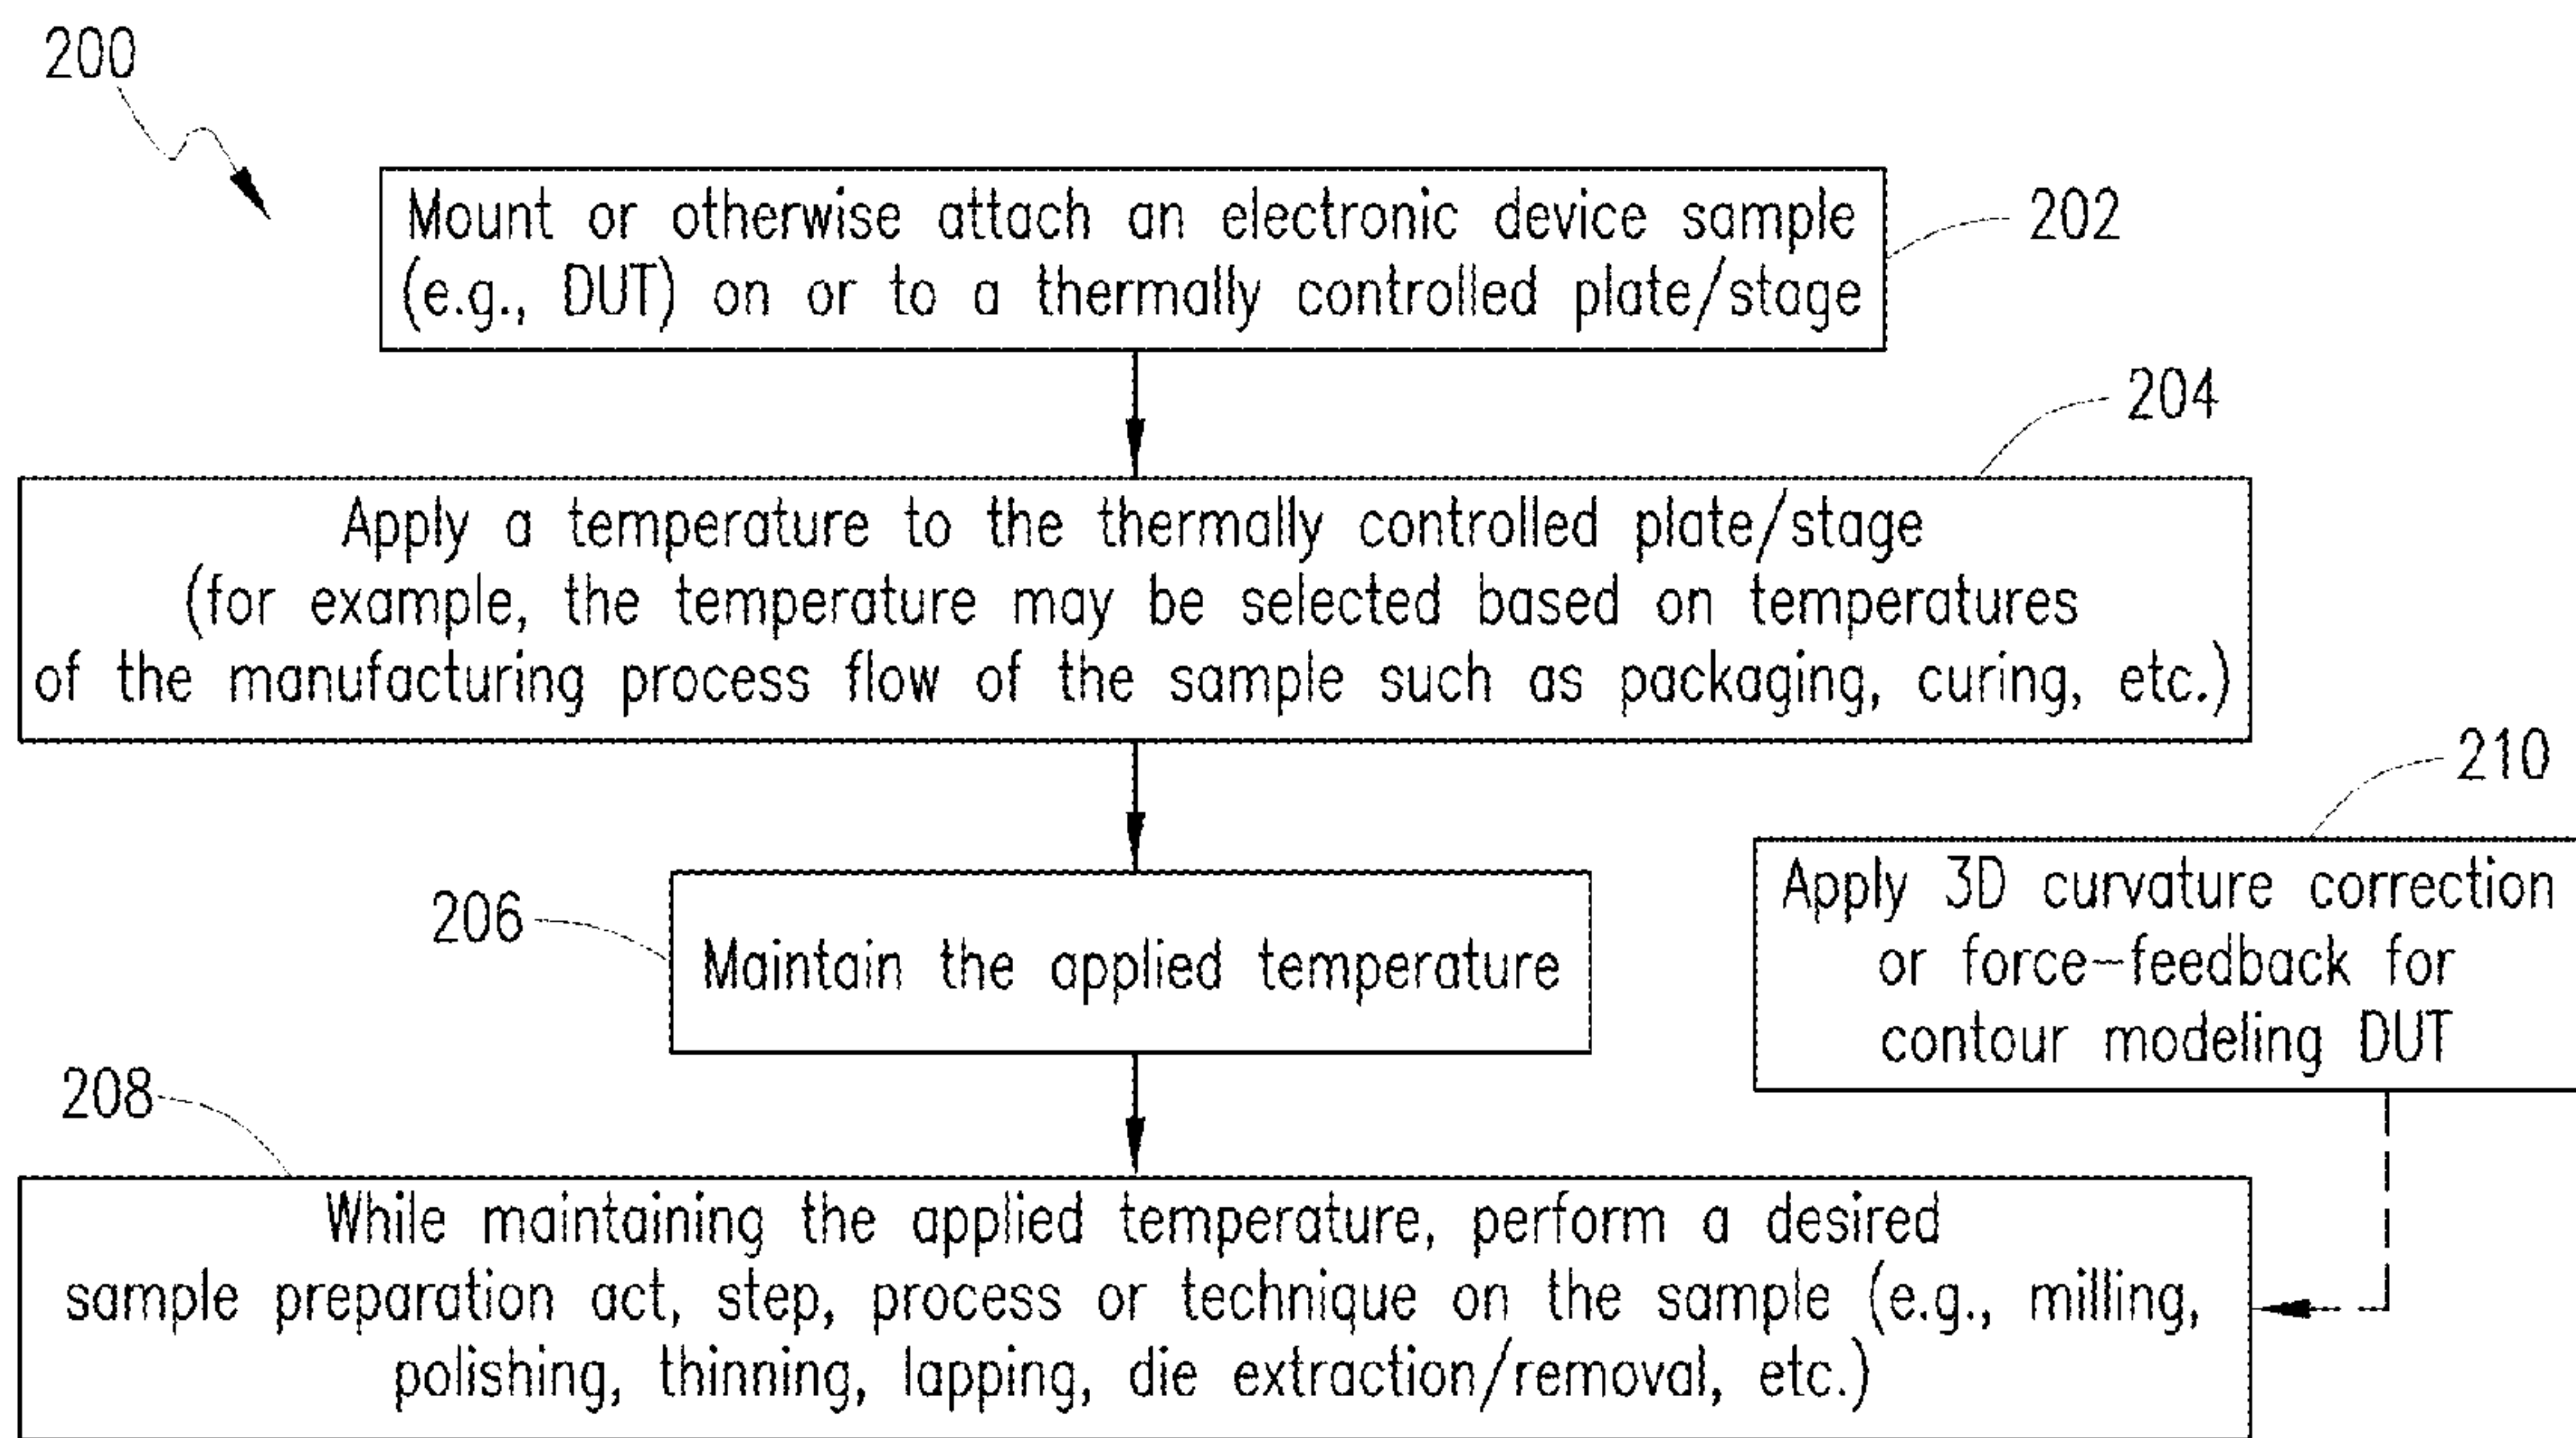 200
Mount or otherwise attach an electronic device sample
(e.g., DUT) on or to a thermally controlled plate/stage
202
204
Apply a temperature to the thermally controlled plate/stage
(for example, the temperature may be selected based on temperatures
of the manufacturing process flow of the sample such as packaging, curing, etc.)
206
Maintain the applied temperature
210
Apply 3D curvature correction
or force-feedback for
contour modeling DUT
208
While maintaining the applied temperature, perform a desired
sample preparation act, step, process or technique on the sample (e.g., milling,
polishing, thinning, lapping, die extraction/removal, etc.)